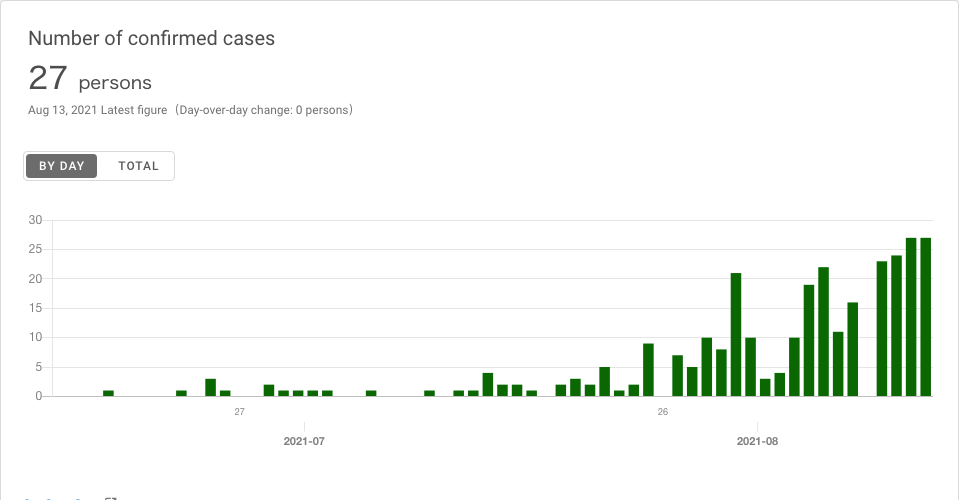 Number of confirmed cases
27 persons
Aug 13, 2021 Latest figure (Day-over-day change: 0 persons)
BY DAY TOTAL
30
25
20
15
10
5
0
27 26
2021-07 2021-08